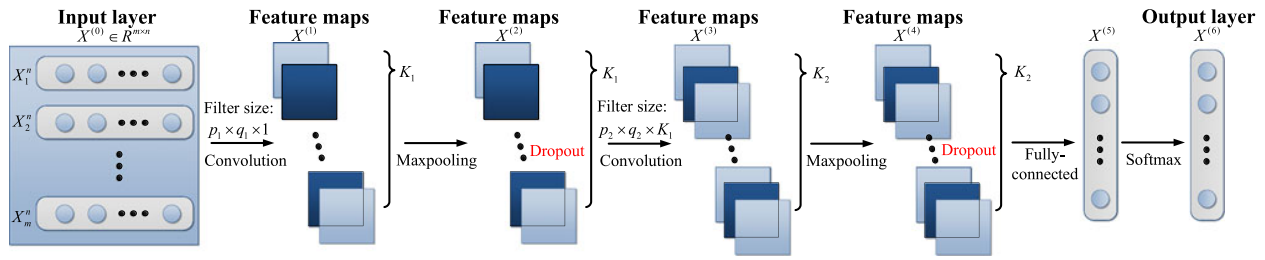 Input layer
X^(0) ∈ R^{m×n}
X_1^n
X_2^n
X_m^n
Filter size:
p_1 × q_1 × 1
Convolution
Feature maps
X^(1)
K_1
Maxpooling
Feature maps
X^(2)
Dropout
K_1
Filter size:
p_2 × q_2 × K_1
Convolution
Feature maps
X^(3)
K_2
Maxpooling
Feature maps
X^(4)
Dropout
K_2
Fully-
connected
X^(5)
Softmax
Output layer
X^(6)